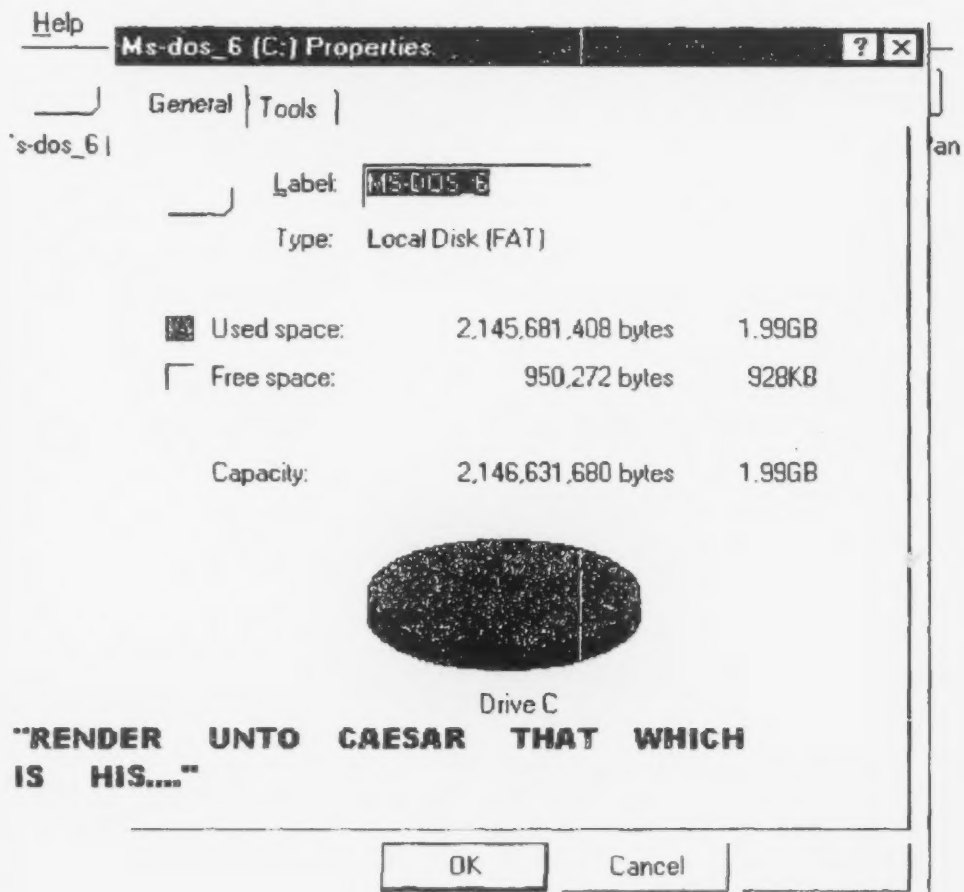 Help
Ms-dos_6 (C:) Properties
? X
General Tools
s-dos_6
an
Label: MS-DOS_6
Type: Local Disk (FAT)
Used space: 2,145,681,408 bytes 1.99GB
Free space: 950,272 bytes 928KB
Capacity: 2,146,631,680 bytes 1.99GB
Drive C
"RENDER UNTO CAESAR THAT WHICH
IS HIS...."
OK Cancel